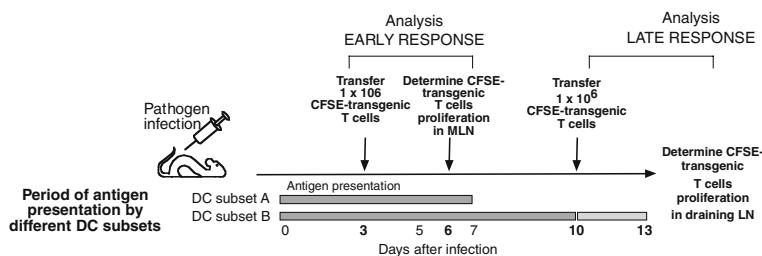 Analysis
EARLY RESPONSE
Analysis
LATE RESPONSE
Transfer
1 x 106
CFSE-transgenic
T cells
Determine CFSE-
transgenic
T cells
proliferation
in MLN
Transfer
1 x 10⁶
CFSE-transgenic
T cells
Pathogen
infection
Determine CFSE-
transgenic
T cells
proliferation
in draining LN
Period of antigen
presentation by
different DC subsets
Antigen presentation
DC subset A
DC subset B
0 3 5 6 7 10 13
Days after infection